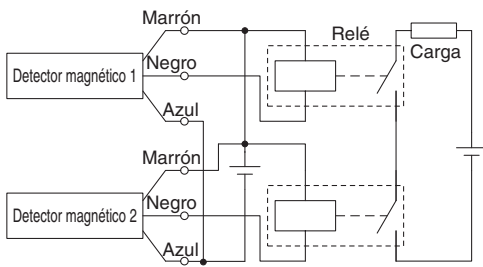 Marrón
Relé
Carga
Negro
Detector magnético 1
Azul
Marrón
Negro
Detector magnético 2
Azul